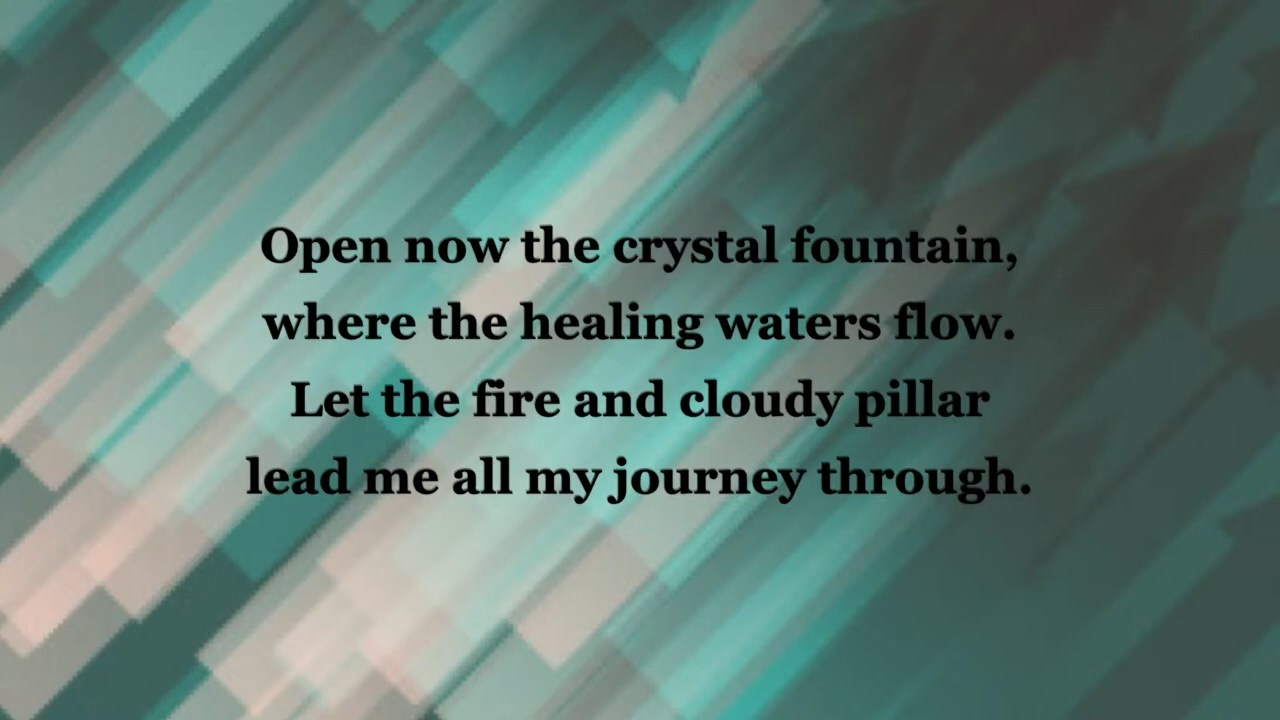 Open now the crystal fountain,
where the healing waters flow.
Let the fire and cloudy pillar
lead me all my journey through.